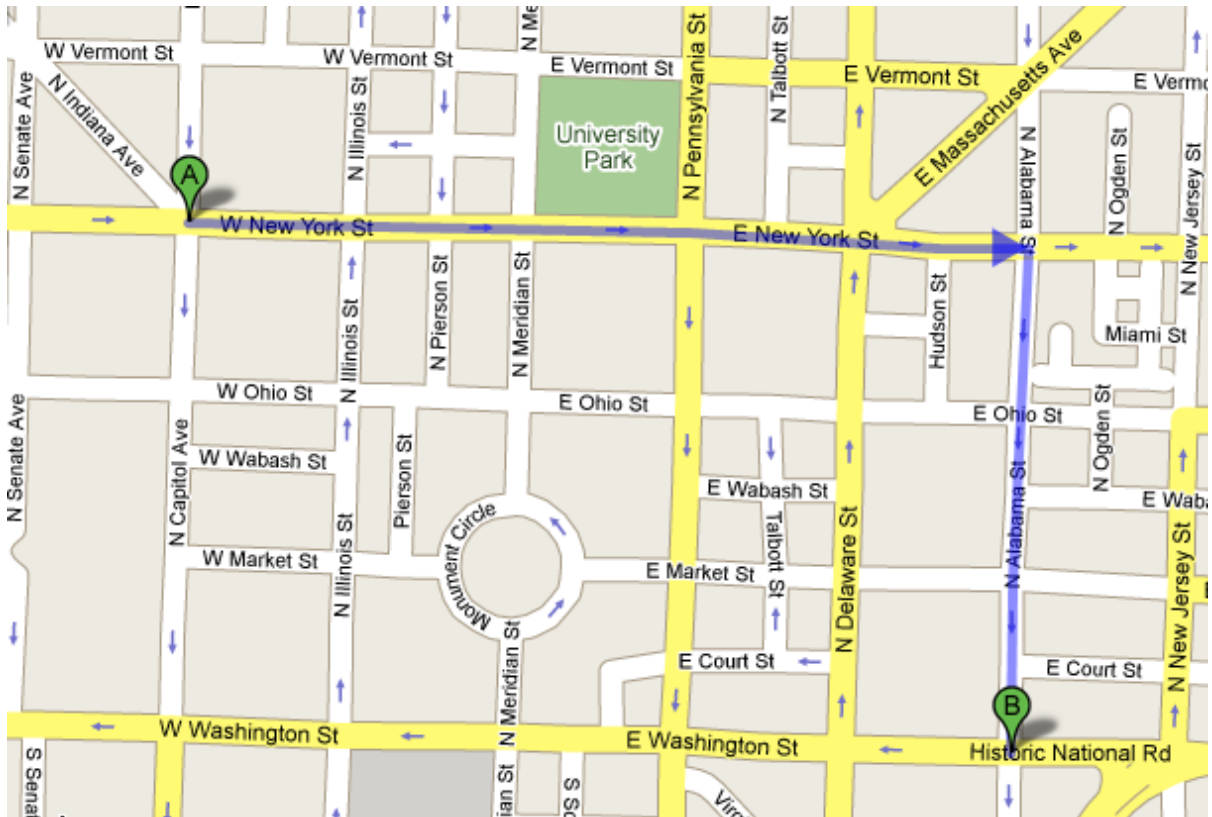 W Vermont St
W Vermont St
E Vermont St
E Vermont St
N Senate Ave
N Indiana Ave
N Illinois St
N Pennsylvania St
N Talbott St
E Massachusetts Ave
N Alabama St
N Ogden St
N New Jersey St
University
Park
A
W New York St
E New York St
N Illinois St
N Pierson St
N Meridian St
Hudson St
Miami St
W Ohio St
E Ohio St
E Ohio St
N Senate Ave
N Capitol Ave
W Wabash St
Pierson St
E Wabash St
N Alabama St
N Ogden St
W Market St
N Illinois St
Monument Circle
E Market St
Talbott St
N Delaware St
N New Jersey St
N Meridian St
E Court St
E Court St
B
W Washington St
E Washington St
Historic National Rd